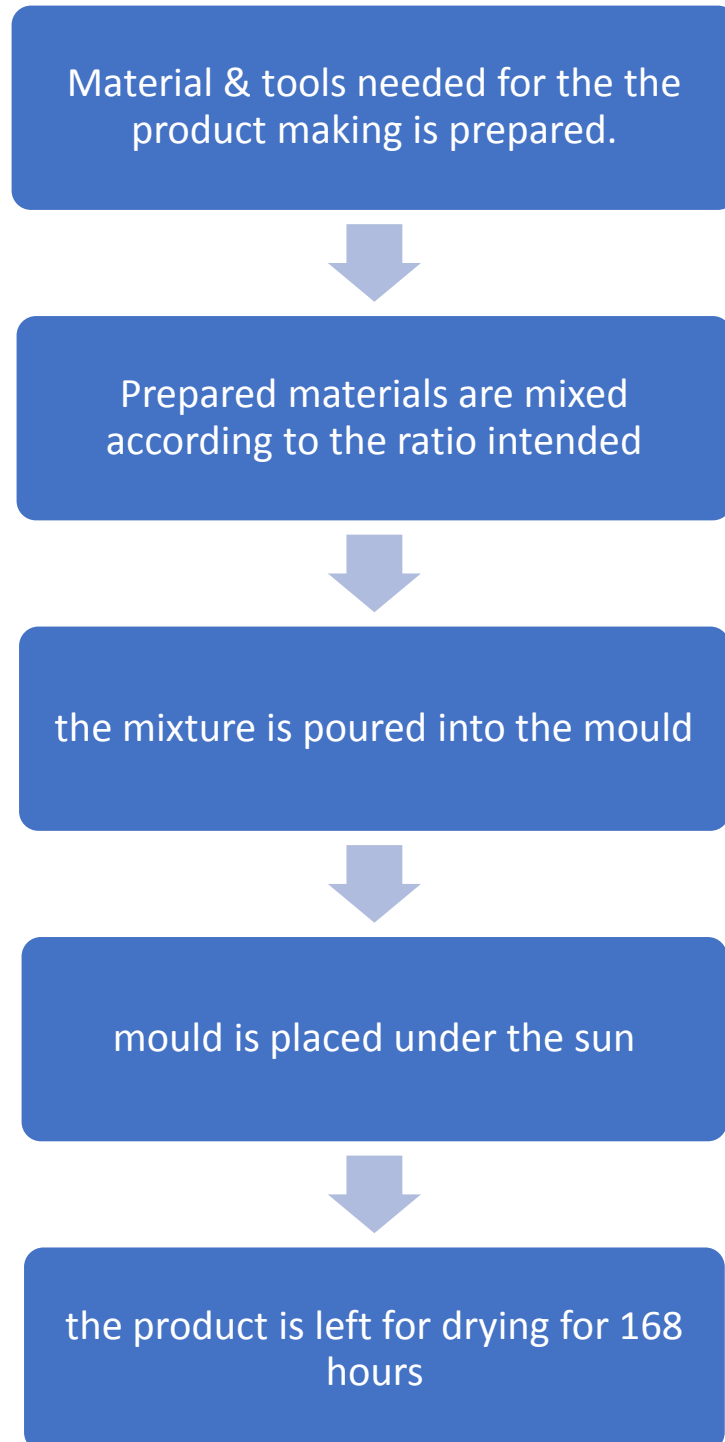 Material & tools needed for the the
product making is prepared.
Prepared materials are mixed
according to the ratio intended
the mixture is poured into the mould
mould is placed under the sun
the product is left for drying for 168
hours